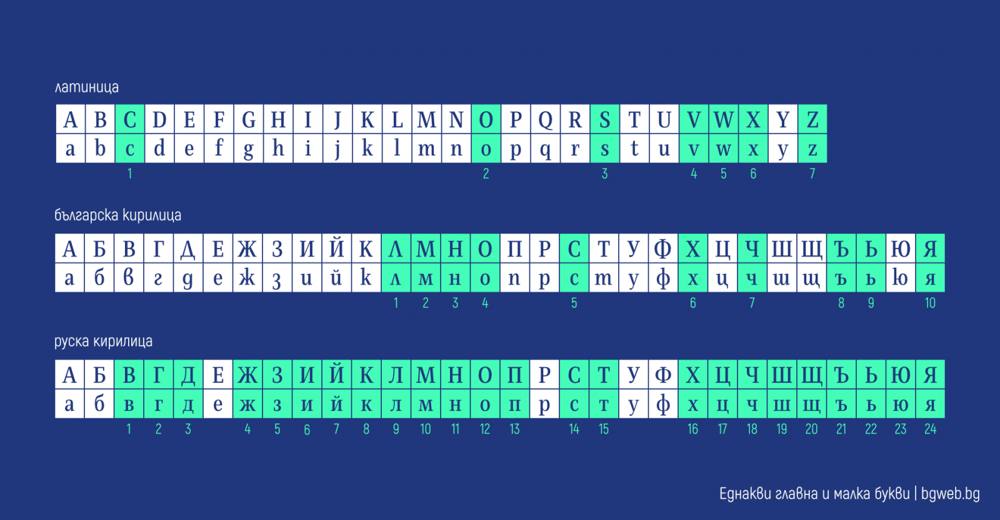 латиница
A B C D E F G H I J K L M N O P Q R S T U V W X Y Z
a b c d e f g h i j k l m n o p q r s t u v w x y z
1 2 3 4 5 6 7
българска кирилица
А Б В Г Д Е Ж З И Й К Л М Н О П Р С Т У Ф Х Ц Ч Ш Щ Ъ Ь Ю Я
а б в г д е ж з и й к л м н о п р с т у ф х ц ч ш щ ъ ь ю я
1 2 3 4 5 6 7 8 9 10
руска кирилица
А Б В Г Д Е Ж З И Й К Л М Н О П Р С Т У Ф Х Ц Ч Ш Щ Ъ Ь Ю Я
а б в г д е ж з и й к л м н о п р с т у ф х ц ч ш щ ъ ь ю я
1 2 3 4 5 6 7 8 9 10 11 12 13 14 15 16 17 18 19 20 21 22 23 24
Еднакви главна и малка букви | bgweb.bg